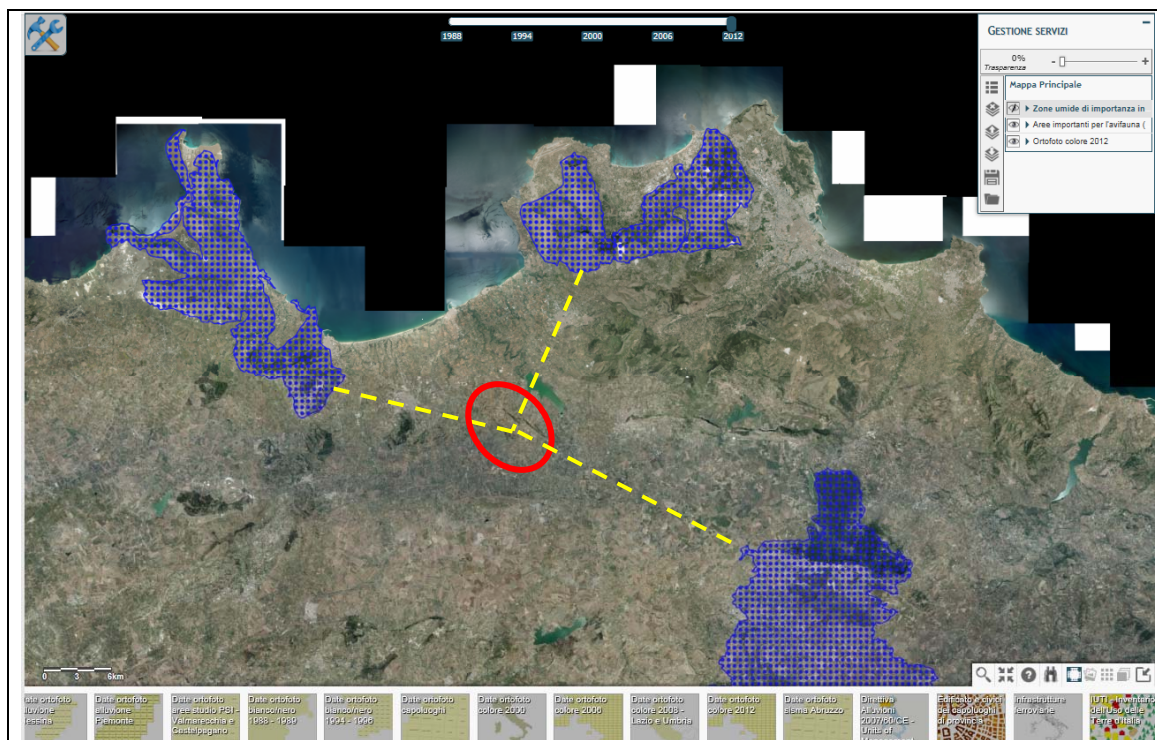 1988 1994 2000 2006 2012
GESTIONE SERVIZI
0%
Trasparenza
- +
Mappa Principale
Zone umide di importanza in
Aree importanti per l'avifauna (
Ortofoto colore 2012
0 3 6km
Date ortofoto
alluvione
Piemonte
Date ortofoto
aree studio PSI -
Valmarecchia e
Castelpugano
Date ortofoto
bianco/nero
1988 - 1989
Date ortofoto
bianco/nero
1994 - 1996
Date ortofoto
capoluoghi
Date ortofoto
colore 2000
Date ortofoto
colore 2006
Date ortofoto
colore 2008 -
Lazio e Umbria
Date ortofoto
colore 2012
Date ortofoto
sisma Abruzzo
Direttiva
Alluvioni
2007/60/CE -
Units of
Edificato e civici
dei capoluoghi
di provincia
Infrastrutture
ferroviarie
IUTI - Inventario
dell'Uso delle
Terre d'Italia